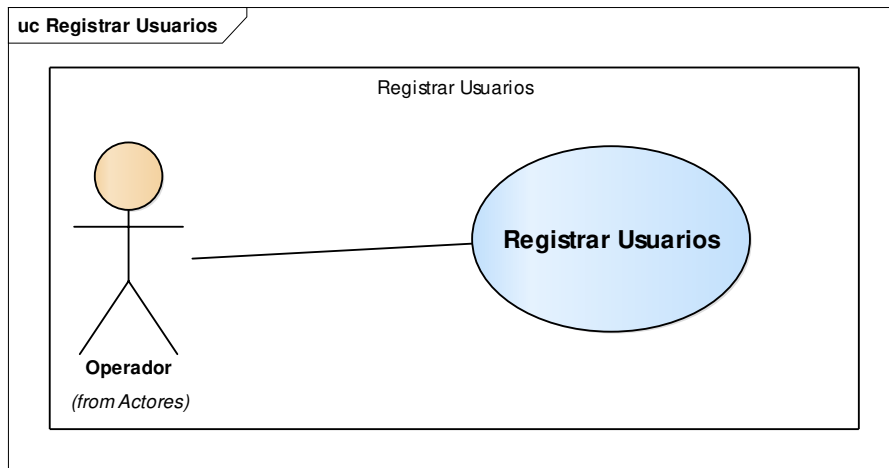 uc Registrar Usuarios
Registrar Usuarios
Registrar Usuarios
Operador
(from Actores)